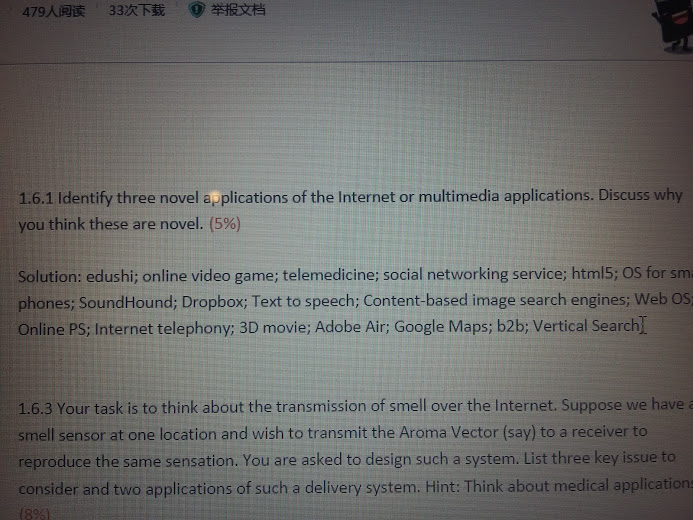 479人阅读 33次下载 举报文档
1.6.1 Identify three novel applications of the Internet or multimedia applications. Discuss why
you think these are novel. (5%)
Solution: edushi; online video game; telemedicine; social networking service; html5; OS for sm
phones; SoundHound; Dropbox; Text to speech; Content-based image search engines; Web OS;
Online PS; Internet telephony; 3D movie; Adobe Air; Google Maps; b2b; Vertical Search
1.6.3 Your task is to think about the transmission of smell over the Internet. Suppose we have a
smell sensor at one location and wish to transmit the Aroma Vector (say) to a receiver to
reproduce the same sensation. You are asked to design such a system. List three key issue to
consider and two applications of such a delivery system. Hint: Think about medical applications
(8%)